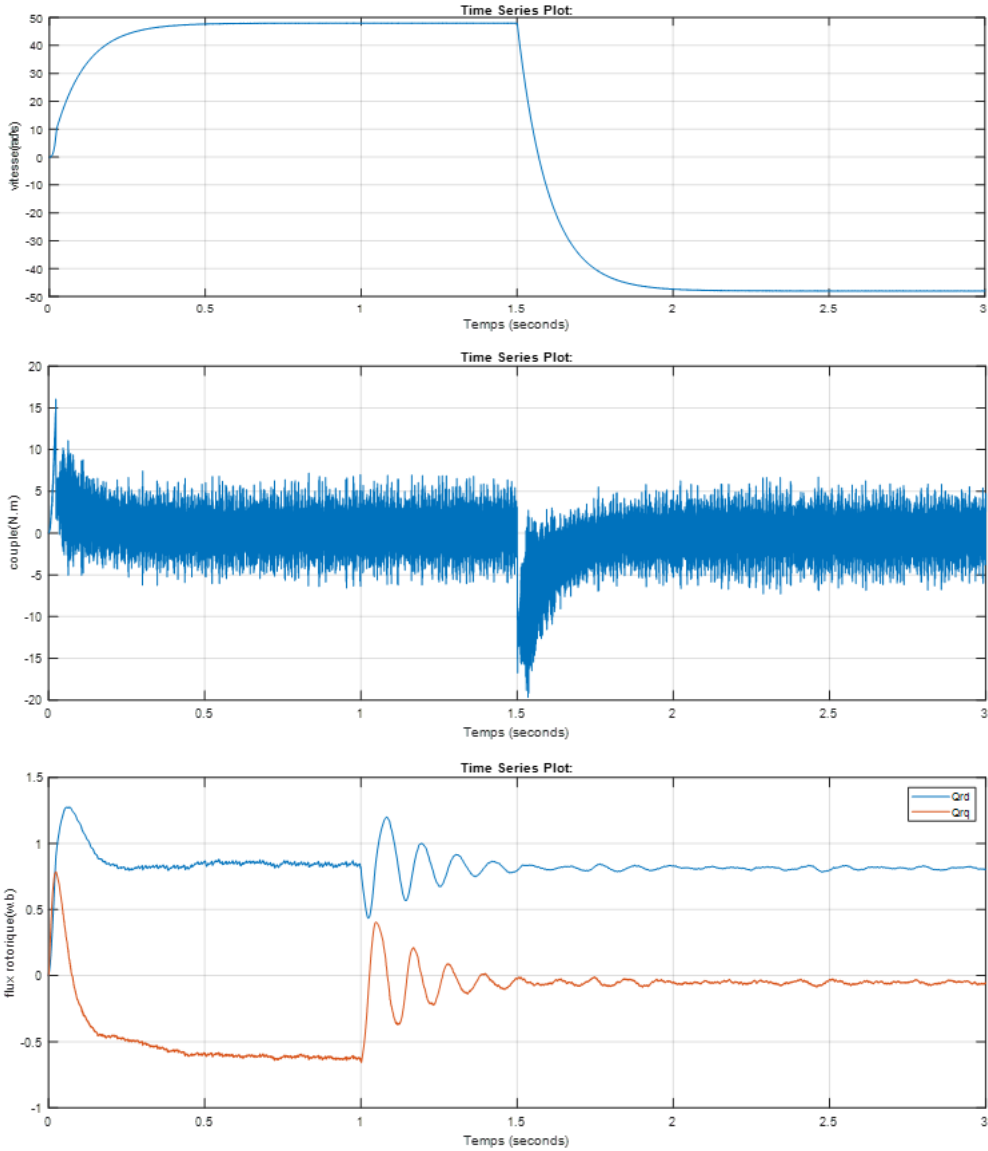 Time Series Plot:
vitesse(rad/s)
50
40
30
20
10
0
-10
-20
-30
-40
-50
0 0.5 1 1.5 2 2.5 3
Temps (seconds)
Time Series Plot:
couple(N.m)
20
15
10
5
0
-5
-10
-15
-20
0 0.5 1 1.5 2 2.5 3
Temps (seconds)
Time Series Plot:
flux rotorique(w.b)
1.5
1
0.5
0
-0.5
-1
Qrd
Qrq
0 0.5 1 1.5 2 2.5 3
Temps (seconds)